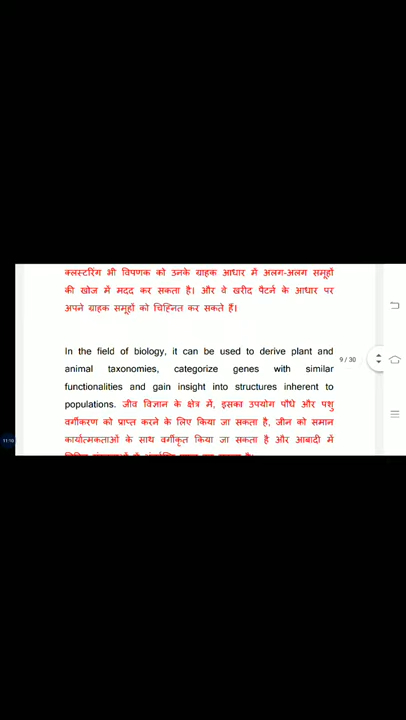 क्लस्टरिंग भी विपणक को उनके ग्राहक आधार में अलग-अलग समूहों
की खोज में मदद कर सकता है। और वे खरीद पैटर्न के आधार पर
अपने ग्राहक समूहों को चिह्नित कर सकते हैं।
In the field of biology, it can be used to derive plant and
9 / 30
animal taxonomies, categorize genes with similar
functionalities and gain insight into structures inherent to
populations. जीव विज्ञान के क्षेत्र में, इसका उपयोग पौधे और पशु
वर्गीकरण को प्राप्त करने के लिए किया जा सकता है, जीन को समान
कार्यात्मकताओं के साथ वर्गीकृत किया जा सकता है और आबादी में
11:10